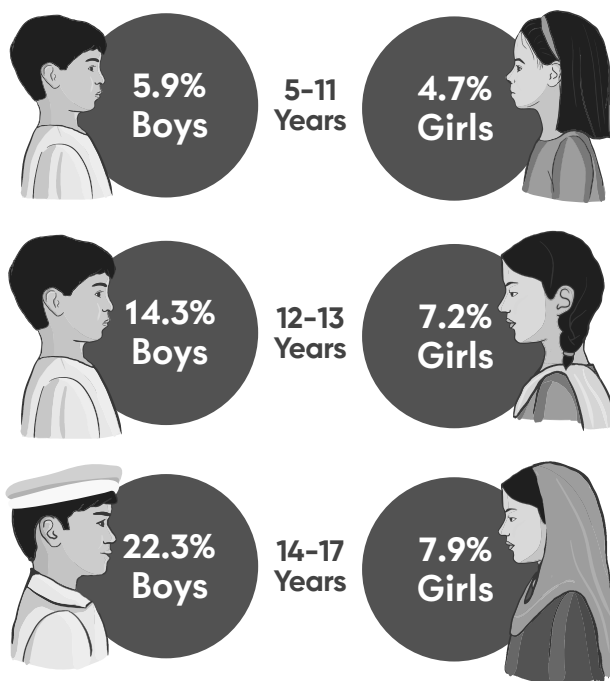 5.9%
Boys
5-11
Years
4.7%
Girls
14.3%
Boys
12-13
Years
7.2%
Girls
22.3%
Boys
14-17
Years
7.9%
Girls